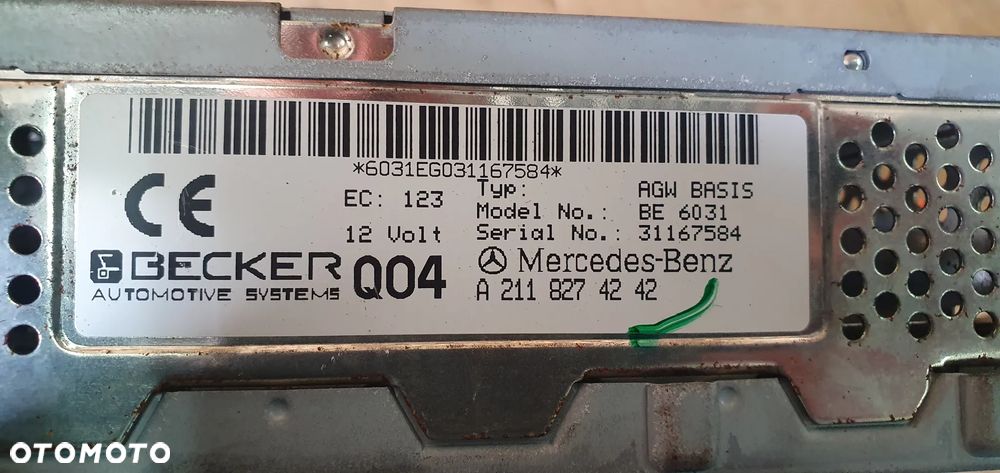 *6031EG031167584*
CE
EC: 123
12 Volt
Typ: AGW BASIS
Model No.: BE 6031
Serial No.: 31167584
BECKER
AUTOMOTIVE SYSTEMS
Q04
Mercedes-Benz
A 211 827 42 42
OTOMOTO